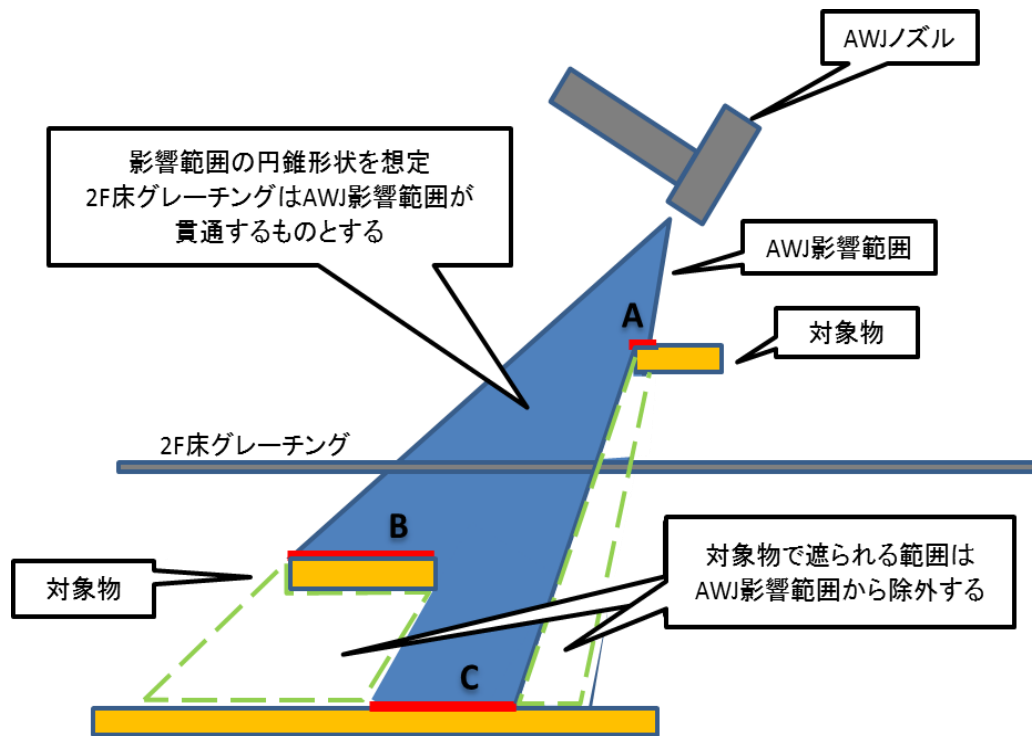 AWJノズル
影響範囲の円錐形状を想定
2F床グレーチングはAWJ影響範囲が
貫通するものとする
AWJ影響範囲
A
対象物
2F床グレーチング
B
対象物で遮られる範囲は
AWJ影響範囲から除外する
対象物
C